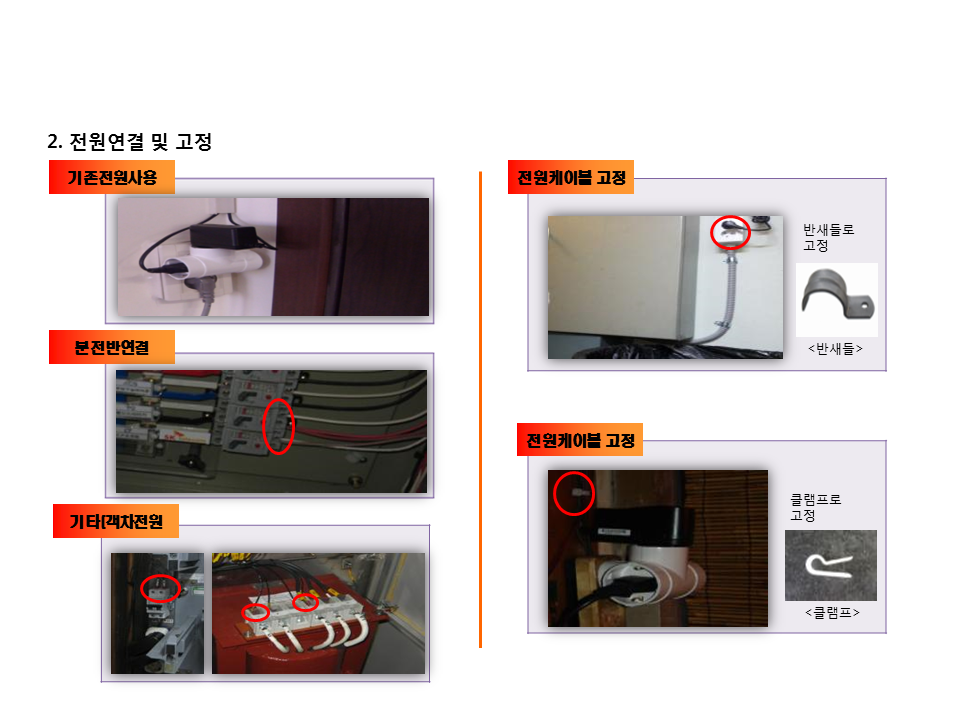 2. 전원연결 및 고정
기존전원사용
분전반연결
기타(객차전원
전원케이블 고정
반새들로
고정
<반새들>
전원케이블 고정
클램프로
고정
<클램프>